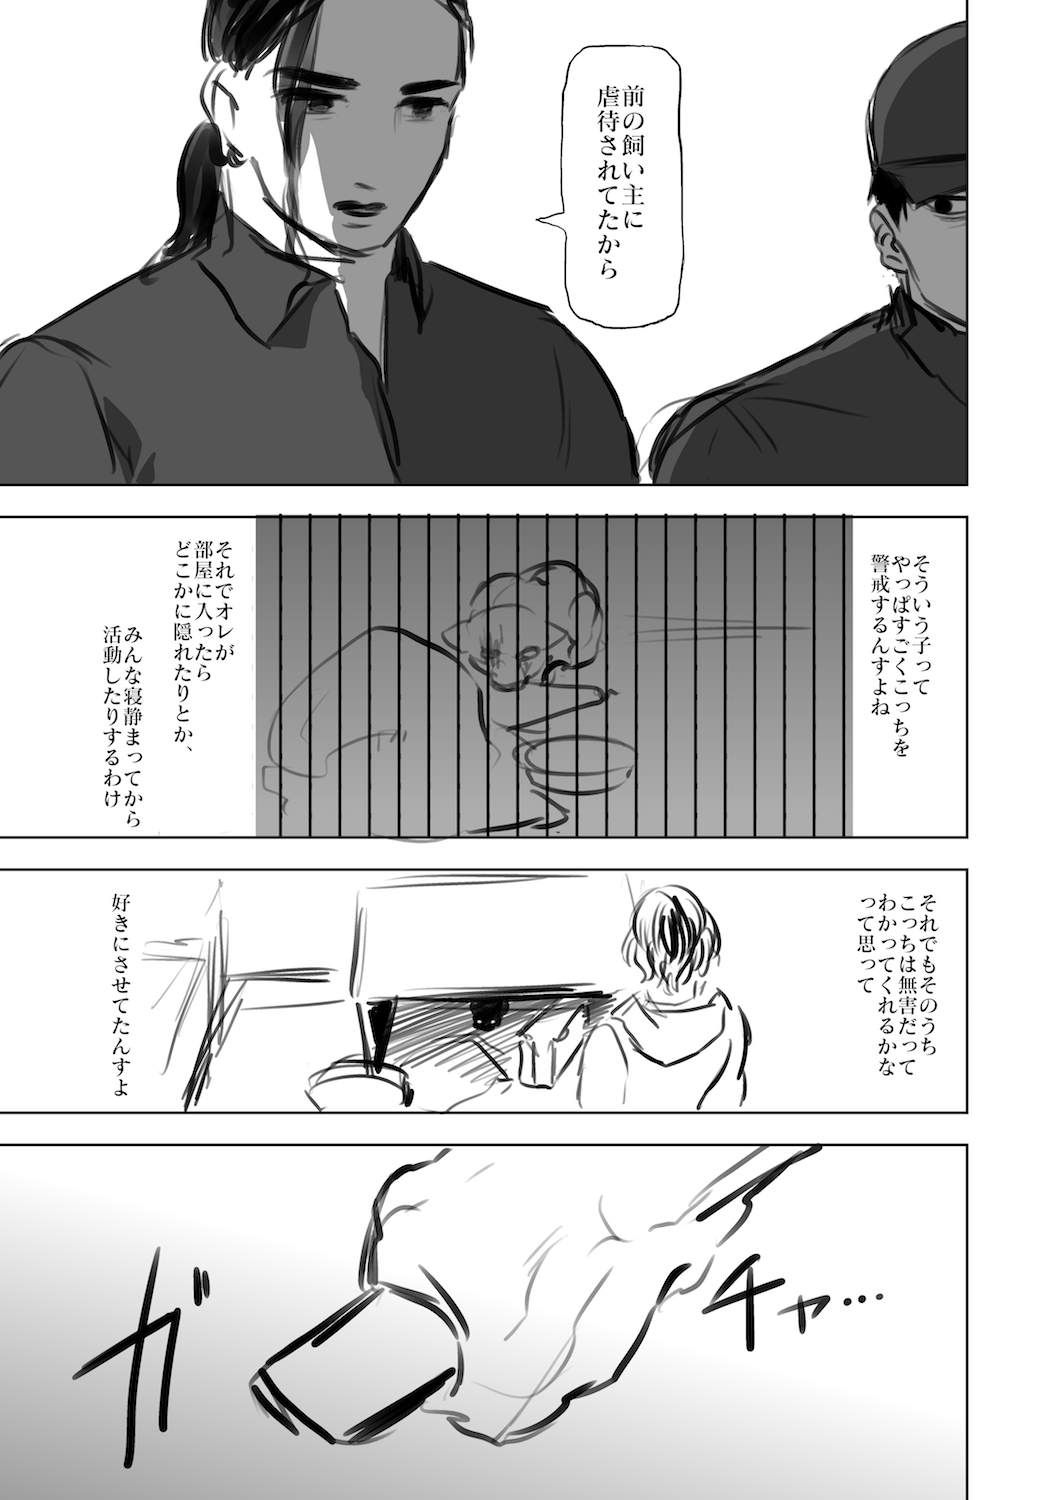 前の飼い主に
虐待されてたから
そういう子って
やっぱすごくこっちを
警戒するんすよね
それでオレが
部屋に入ったら
どこかに隠れたりとか、
みんな寝静まってから
活動したりするわけ
それでもそのうち
こっちは無害だって
わかってくれるかな
って思って
好きにさせてたんすよ
ガチャ…